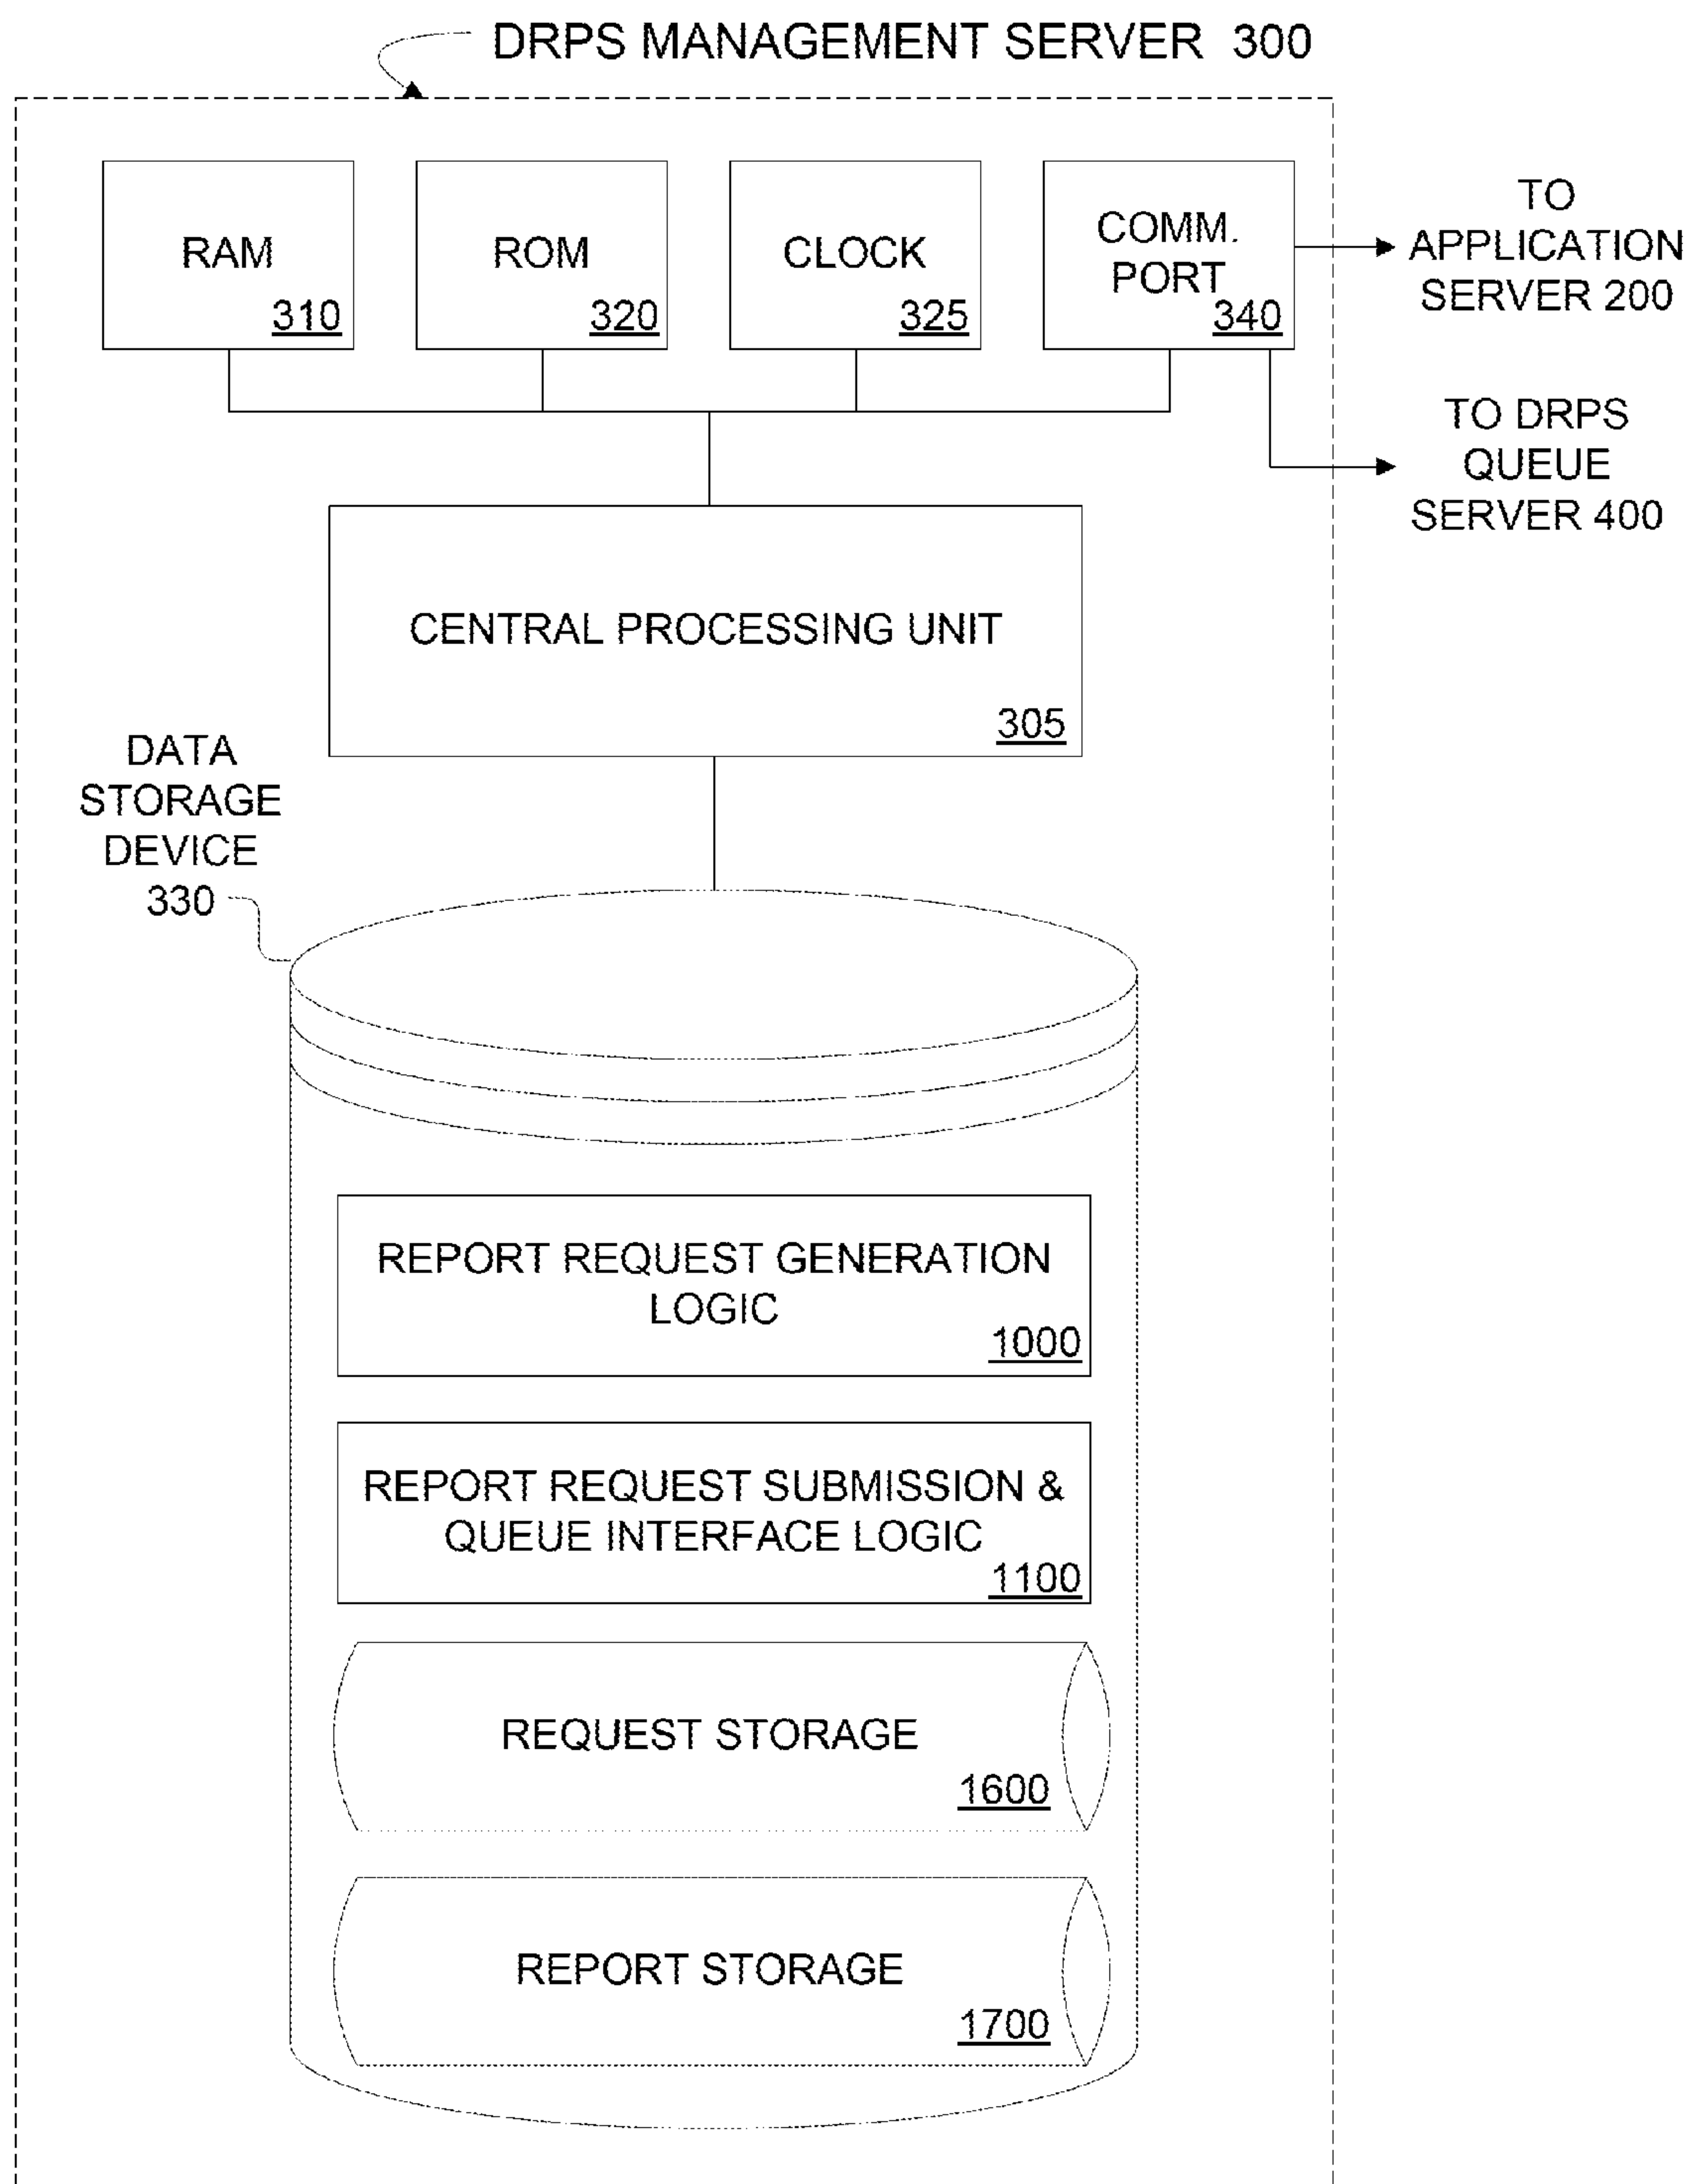 DRPS MANAGEMENT SERVER 300
RAM
310
ROM
320
CLOCK
325
COMM.
PORT
340
TO
APPLICATION
SERVER 200
TO DRPS
QUEUE
SERVER 400
CENTRAL PROCESSING UNIT
305
DATA
STORAGE
DEVICE
330
REPORT REQUEST GENERATION
LOGIC
1000
REPORT REQUEST SUBMISSION &
QUEUE INTERFACE LOGIC
1100
REQUEST STORAGE
1600
REPORT STORAGE
1700